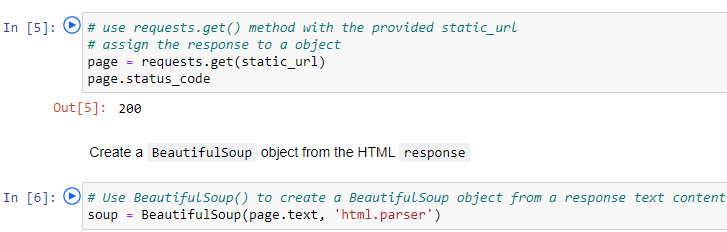 In [5]: # use requests.get() method with the provided static_url
# assign the response to a object
page = requests.get(static_url)
page.status_code
Out[5]: 200
Create a BeautifulSoup object from the HTML response
In [6]: # Use BeautifulSoup() to create a BeautifulSoup object from a response text content
soup = BeautifulSoup(page.text, 'html.parser')